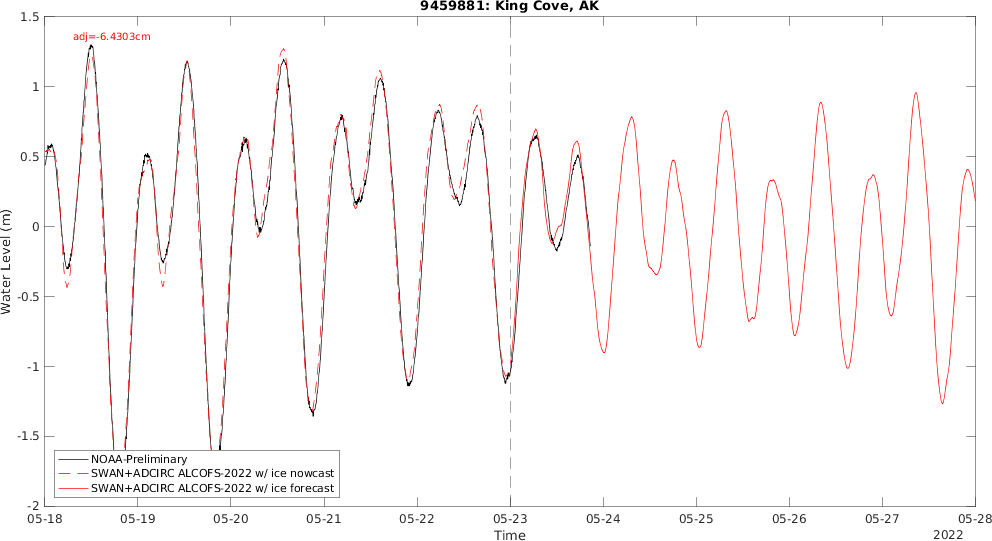 9459881: King Cove, AK
adj=-6.4303cm
1.5
1
0.5
0
-0.5
-1
-1.5
-2
Water Level (m)
NOAA-Preliminary
SWAN+ADCIRC ALCOFS-2022 w/ ice nowcast
SWAN+ADCIRC ALCOFS-2022 w/ ice forecast
05-18 05-19 05-20 05-21 05-22 05-23 05-24 05-25 05-26 05-27 05-28
Time
2022